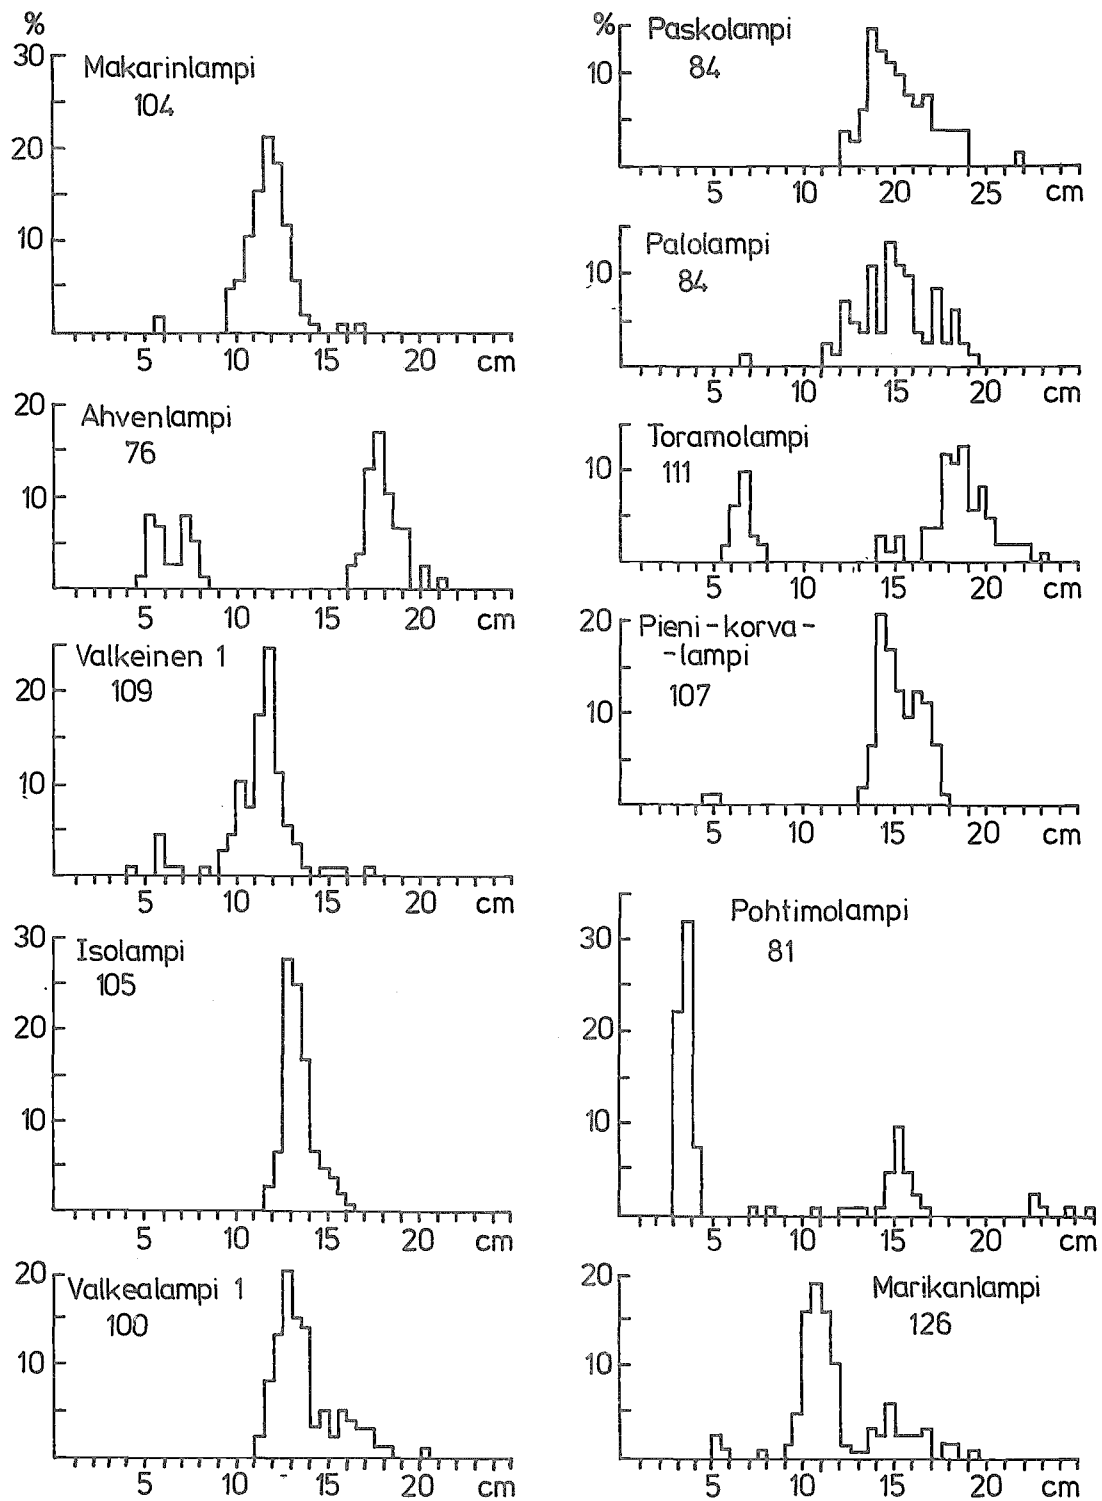 %
30
Makarinlampi
104
20
10
5 10 15 20 cm
20
Ahvenlampi
76
10
5 10 15 20 cm
Valkeinen 1
109
20
10
5 10 15 20 cm
30
Isolampi
105
20
10
5 10 15 20 cm
20
Valkealampi 1
100
10
5 10 15 20 cm
%
Paskolampi
84
10
5 10 20 25 cm
Palolampi
84
10
5 10 15 20 cm
Toramolampi
111
10
5 10 15 20 cm
20
Pieni-korva-
-lampi
107
10
5 10 15 20 cm
Pohtimolampi
81
30
20
10
5 10 15 20 cm
20
Marikanlampi
126
10
5 10 15 20 cm